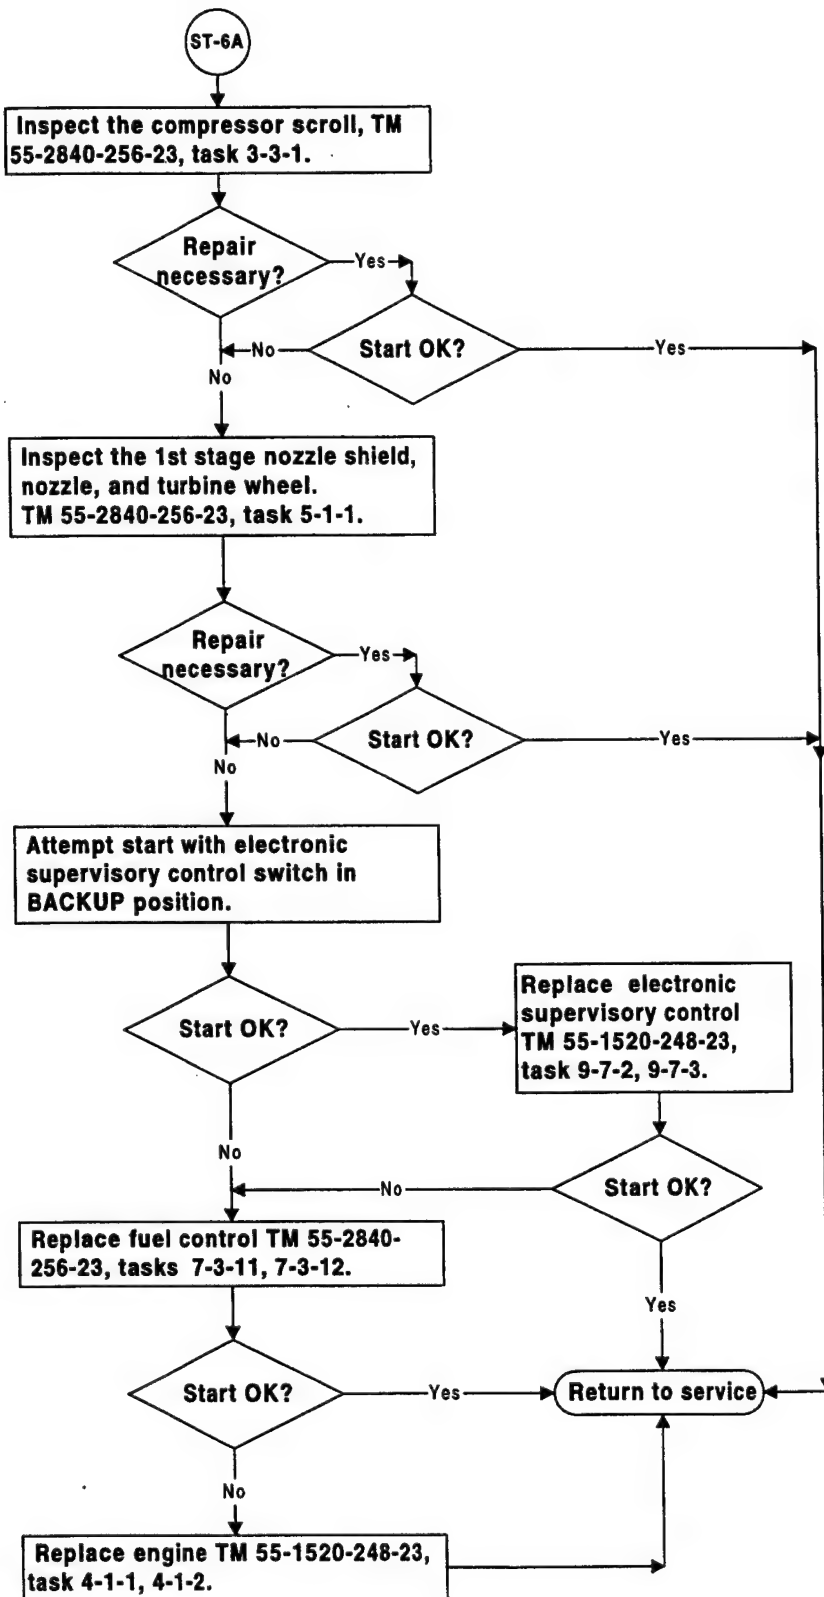 ST-6A
Inspect the compressor scroll, TM
55-2840-256-23, task 3-3-1.
Repair
necessary?
Yes
Start OK?
No
Yes
No
Inspect the 1st stage nozzle shield,
nozzle, and turbine wheel.
TM 55-2840-256-23, task 5-1-1.
Repair
necessary?
Yes
Start OK?
No
Yes
No
Attempt start with electronic
supervisory control switch in
BACKUP position.
Start OK?
Yes
Replace electronic
supervisory control
TM 55-1520-248-23,
task 9-7-2, 9-7-3.
No
Start OK?
No
Replace fuel control TM 55-2840-
256-23, tasks 7-3-11, 7-3-12.
Yes
Start OK?
Yes
Return to service
No
Replace engine TM 55-1520-248-23,
task 4-1-1, 4-1-2.